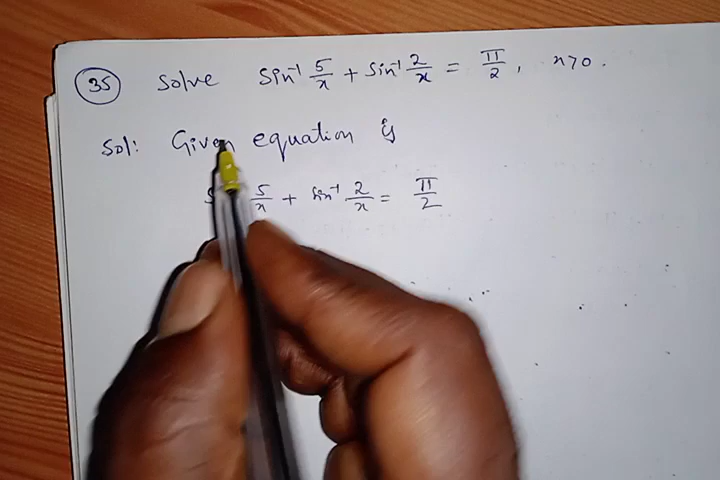 35 Solve sin⁻¹ 5/x + sin⁻¹ 2/x = π/2, x>0.
Sol: Given equation is
5/x + sin⁻¹ 2/x = π/2